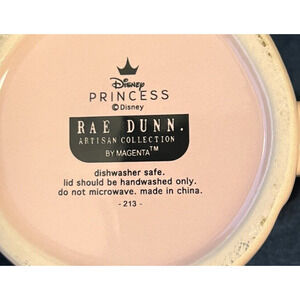 Disney
PRINCESS
©Disney
RAE DUNN.
ARTISAN COLLECTION
BY MAGENTA™
dishwasher safe.
lid should be handwashed only.
do not microwave. made in china.
- 213 -